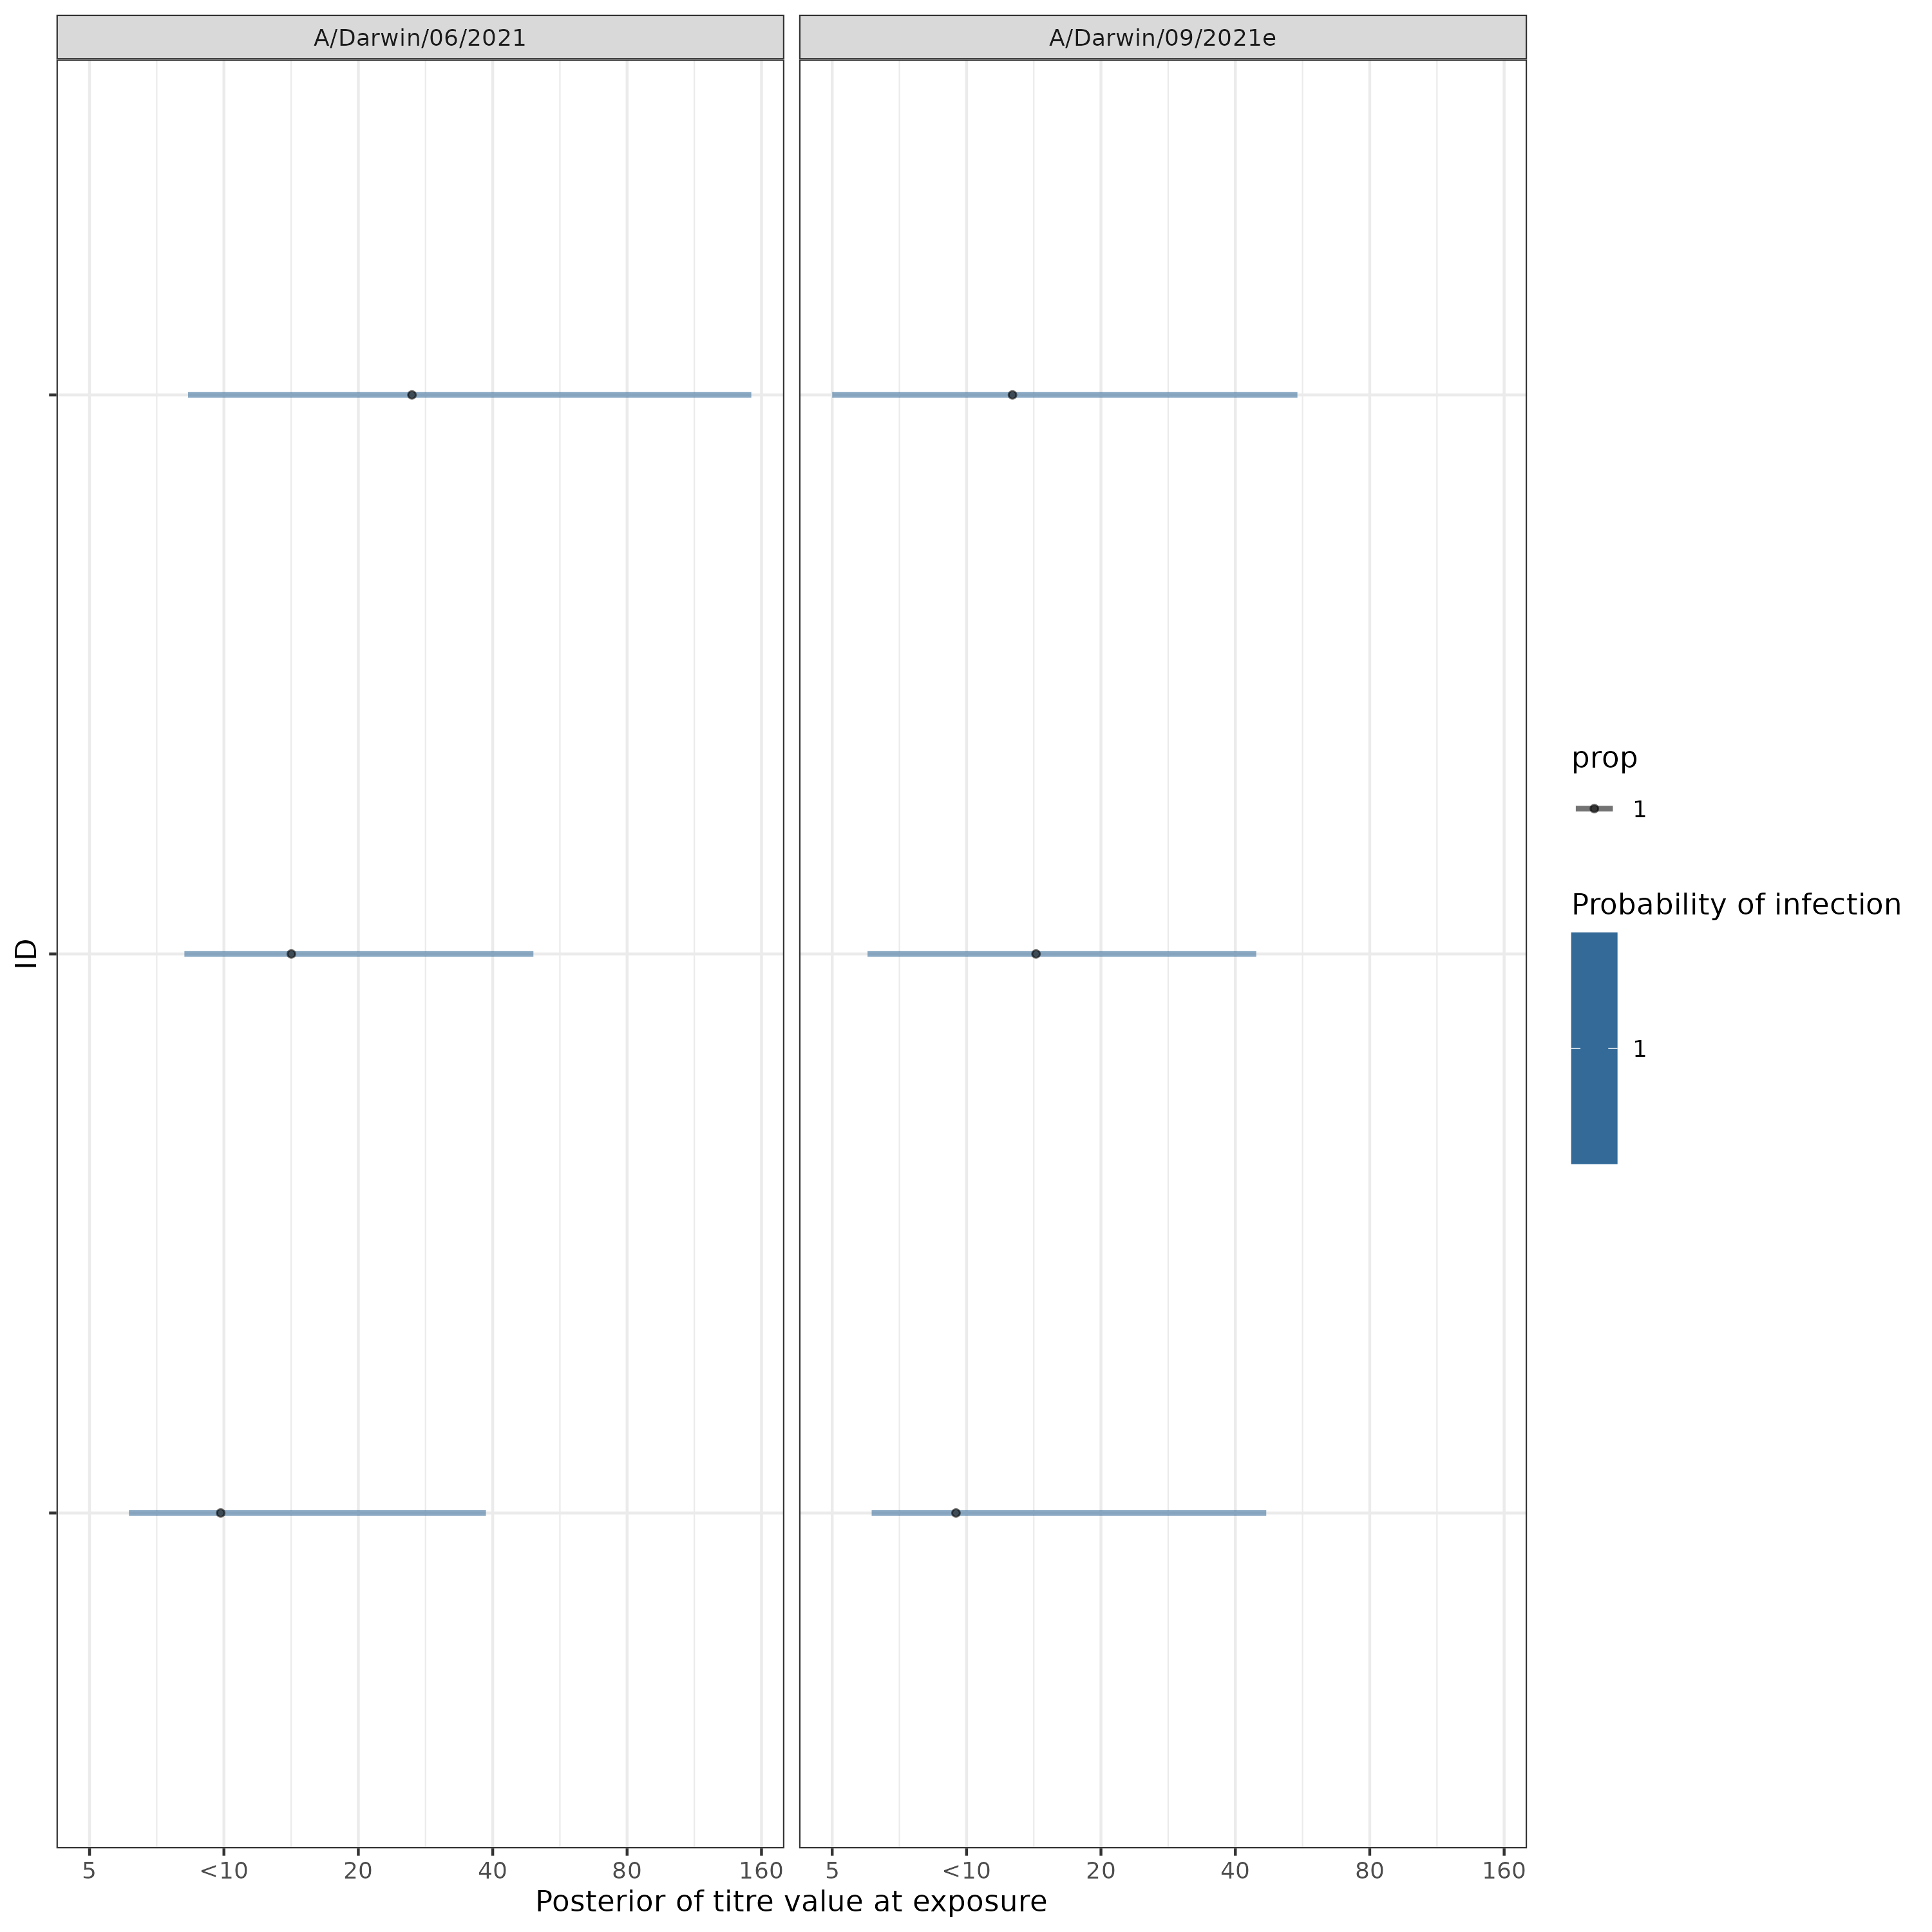 A/Darwin/06/2021
A/Darwin/09/2021e
ID
prop
1
Probability of infection
1
5 <10 20 40 80 160 5 <10 20 40 80 160
Posterior of titre value at exposure